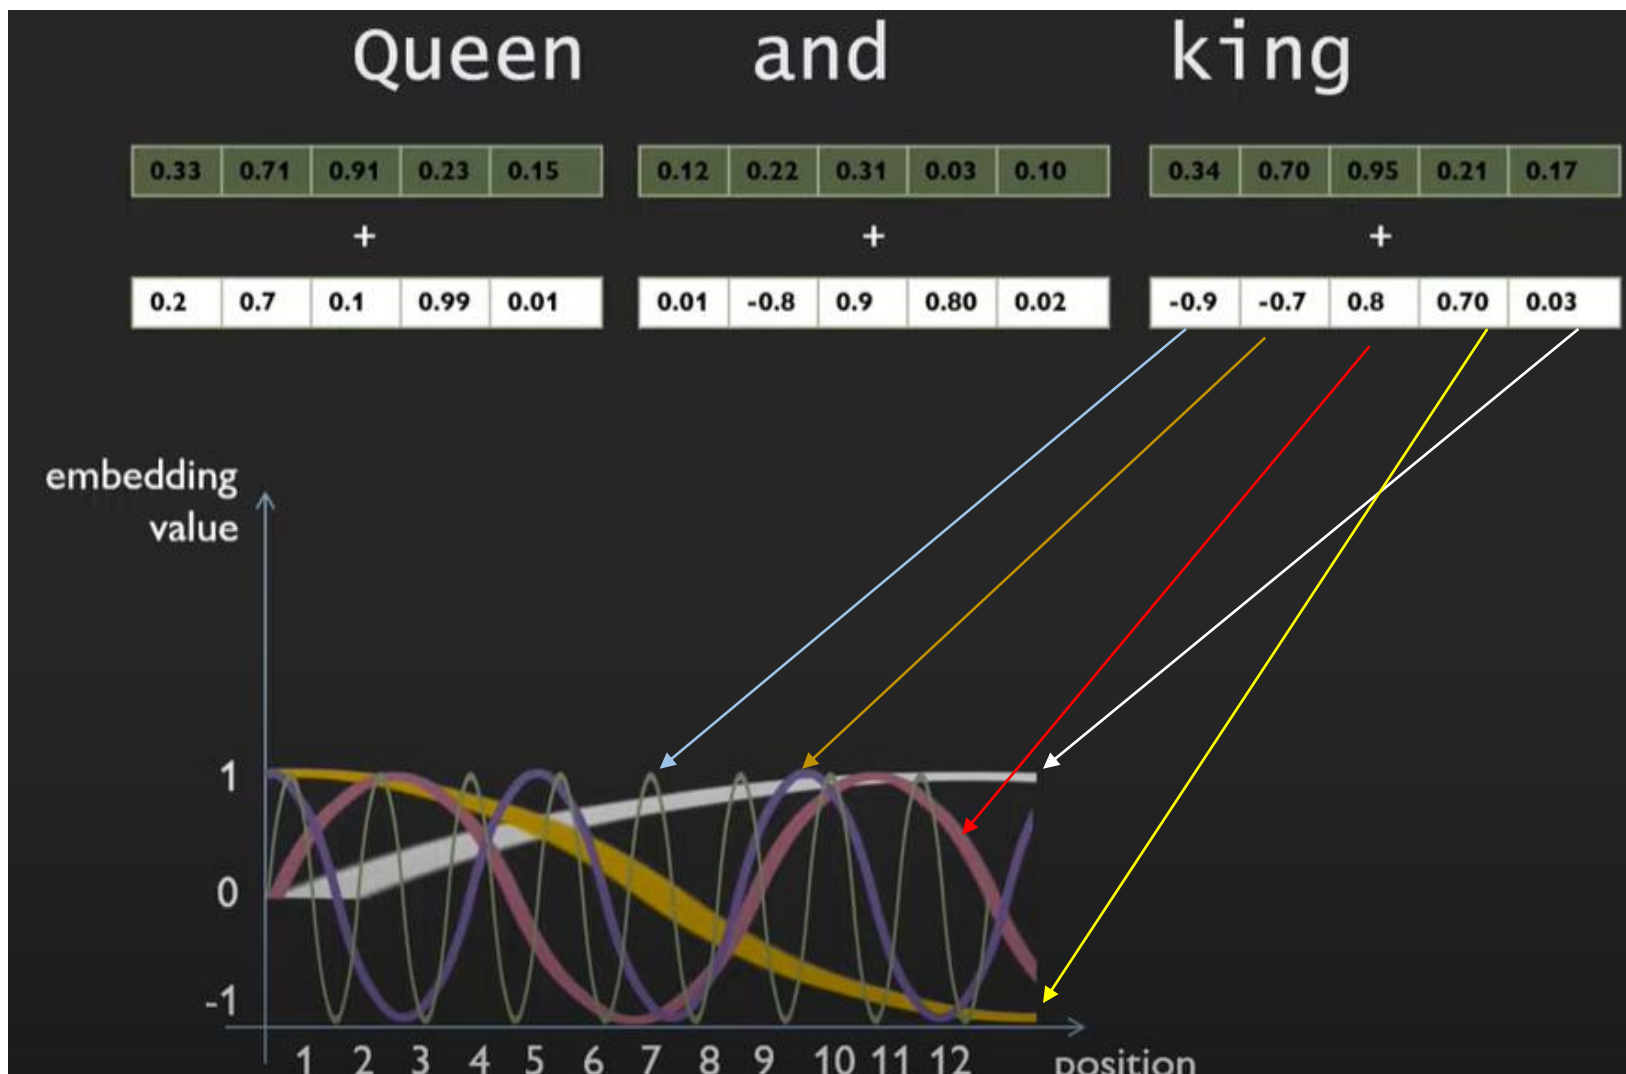 Queen and king
0.33 0.71 0.91 0.23 0.15 0.12 0.22 0.31 0.03 0.10 0.34 0.70 0.95 0.21 0.17
+ + +
0.2 0.7 0.1 0.99 0.01 0.01 -0.8 0.9 0.80 0.02 -0.9 -0.7 0.8 0.70 0.03
embedding
value
1
0
-1
1 2 3 4 5 6 7 8 9 10 11 12 position